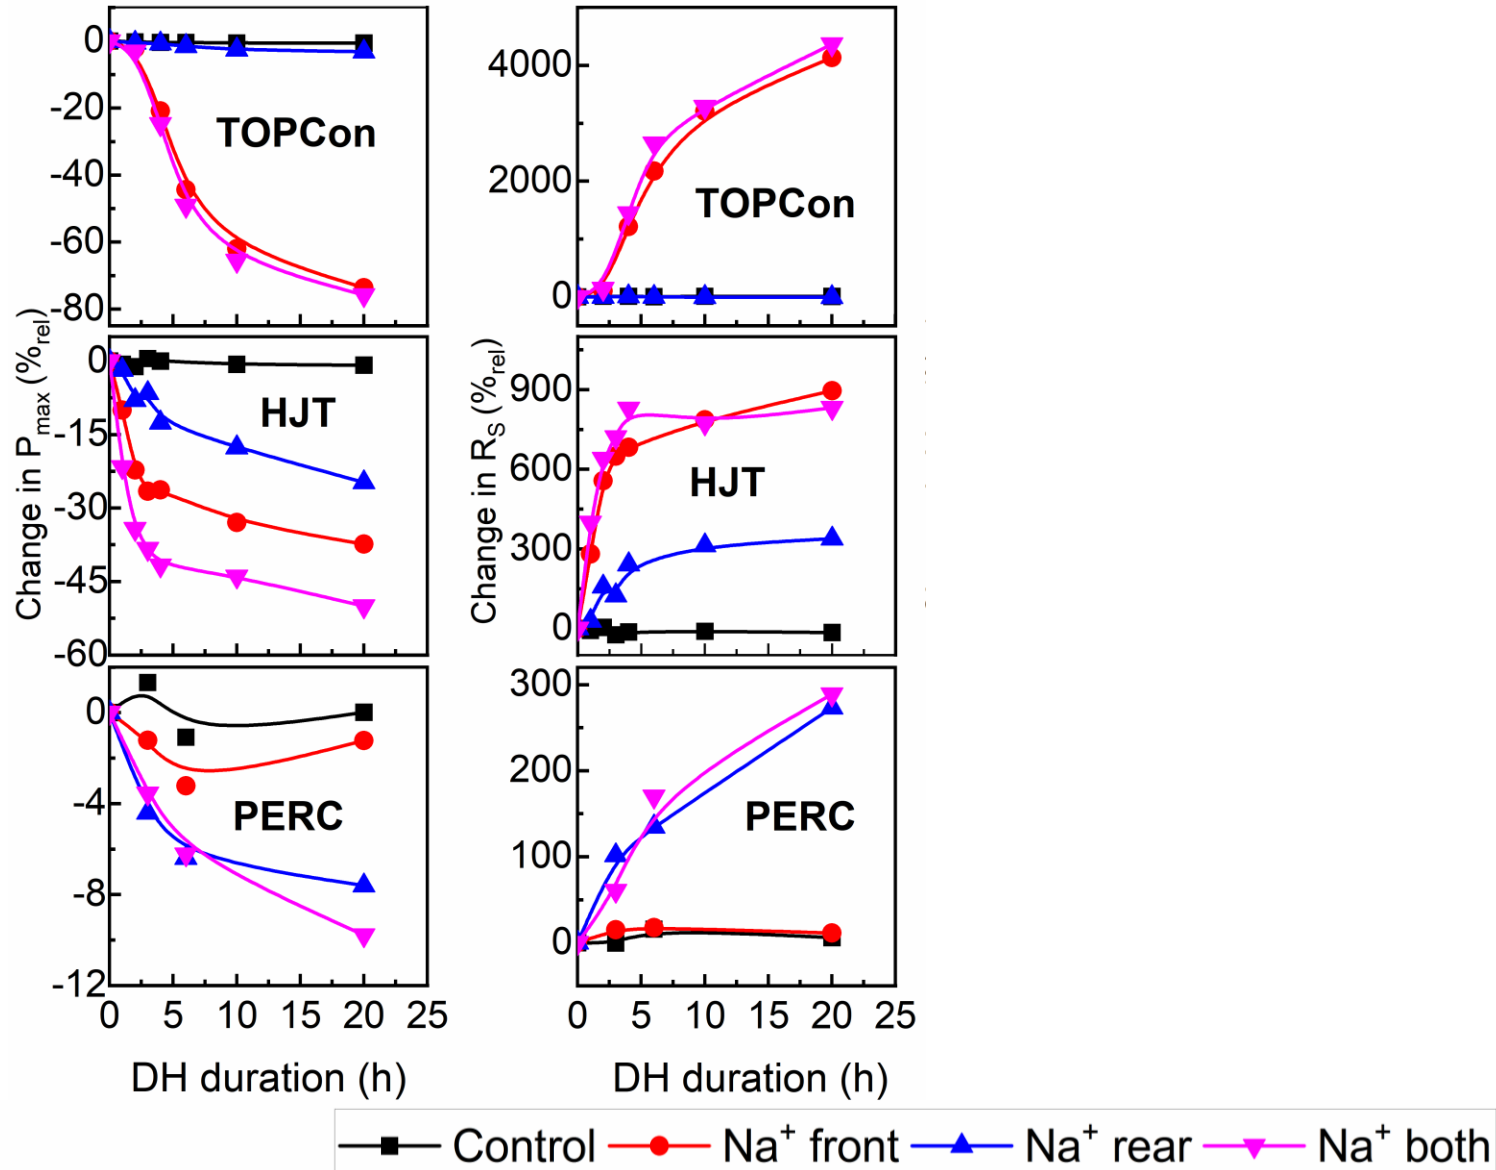 0
-20
-40
-60
-80
TOPCon
4000
2000
0
TOPCon
Change in Pmax (%rel)
0
-15
-30
-45
-60
HJT
Change in RS (%rel)
900
600
300
0
HJT
0
-4
-8
-12
PERC
300
200
100
0
PERC
0 5 10 15 20 25
0 5 10 15 20 25
DH duration (h)
DH duration (h)
Control Na+ front Na+ rear Na+ both